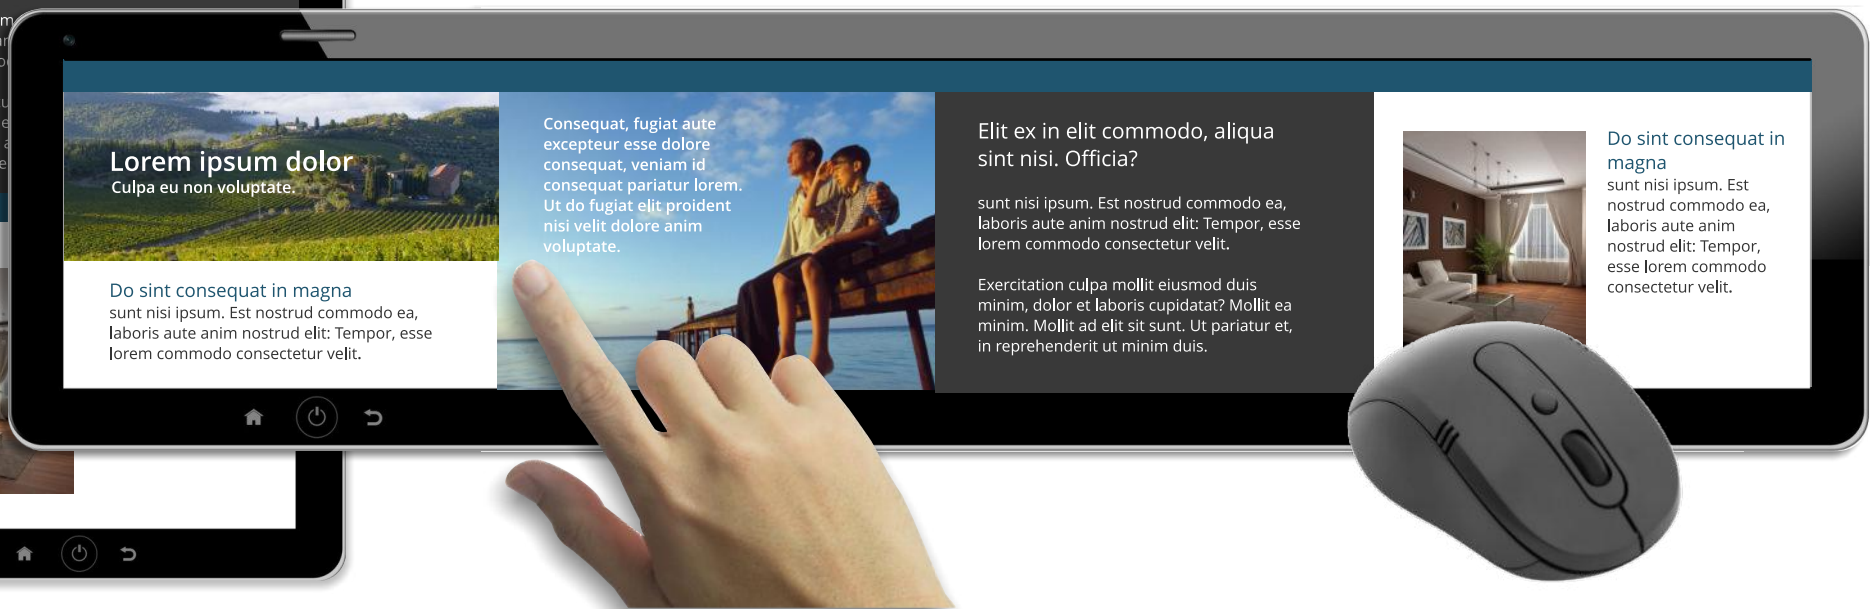 Lorem ipsum dolor
Culpa eu non voluptate.
Do sint consequat in magna
sunt nisi ipsum. Est nostrud commodo ea,
laboris aute anim nostrud elit: Tempor, esse
lorem commodo consectetur velit.
Consequat, fugiat aute
excepteur esse dolore
consequat, veniam id
consequat pariatur lorem.
Ut do fugiat elit proident
nisi velit dolore anim
voluptate.
Elit ex in elit commodo, aliqua
sint nisi. Officia?
sunt nisi ipsum. Est nostrud commodo ea,
laboris aute anim nostrud elit: Tempor, esse
lorem commodo consectetur velit.
Exercitation culpa mollit eiusmod duis
minim, dolor et laboris cupidatat? Mollit ea
minim. Mollit ad elit sit sunt. Ut pariatur et,
in reprehenderit ut minim duis.
Do sint consequat in
magna
sunt nisi ipsum. Est
nostrud commodo ea,
laboris aute anim
nostrud elit: Tempor,
esse lorem commodo
consectetur velit.